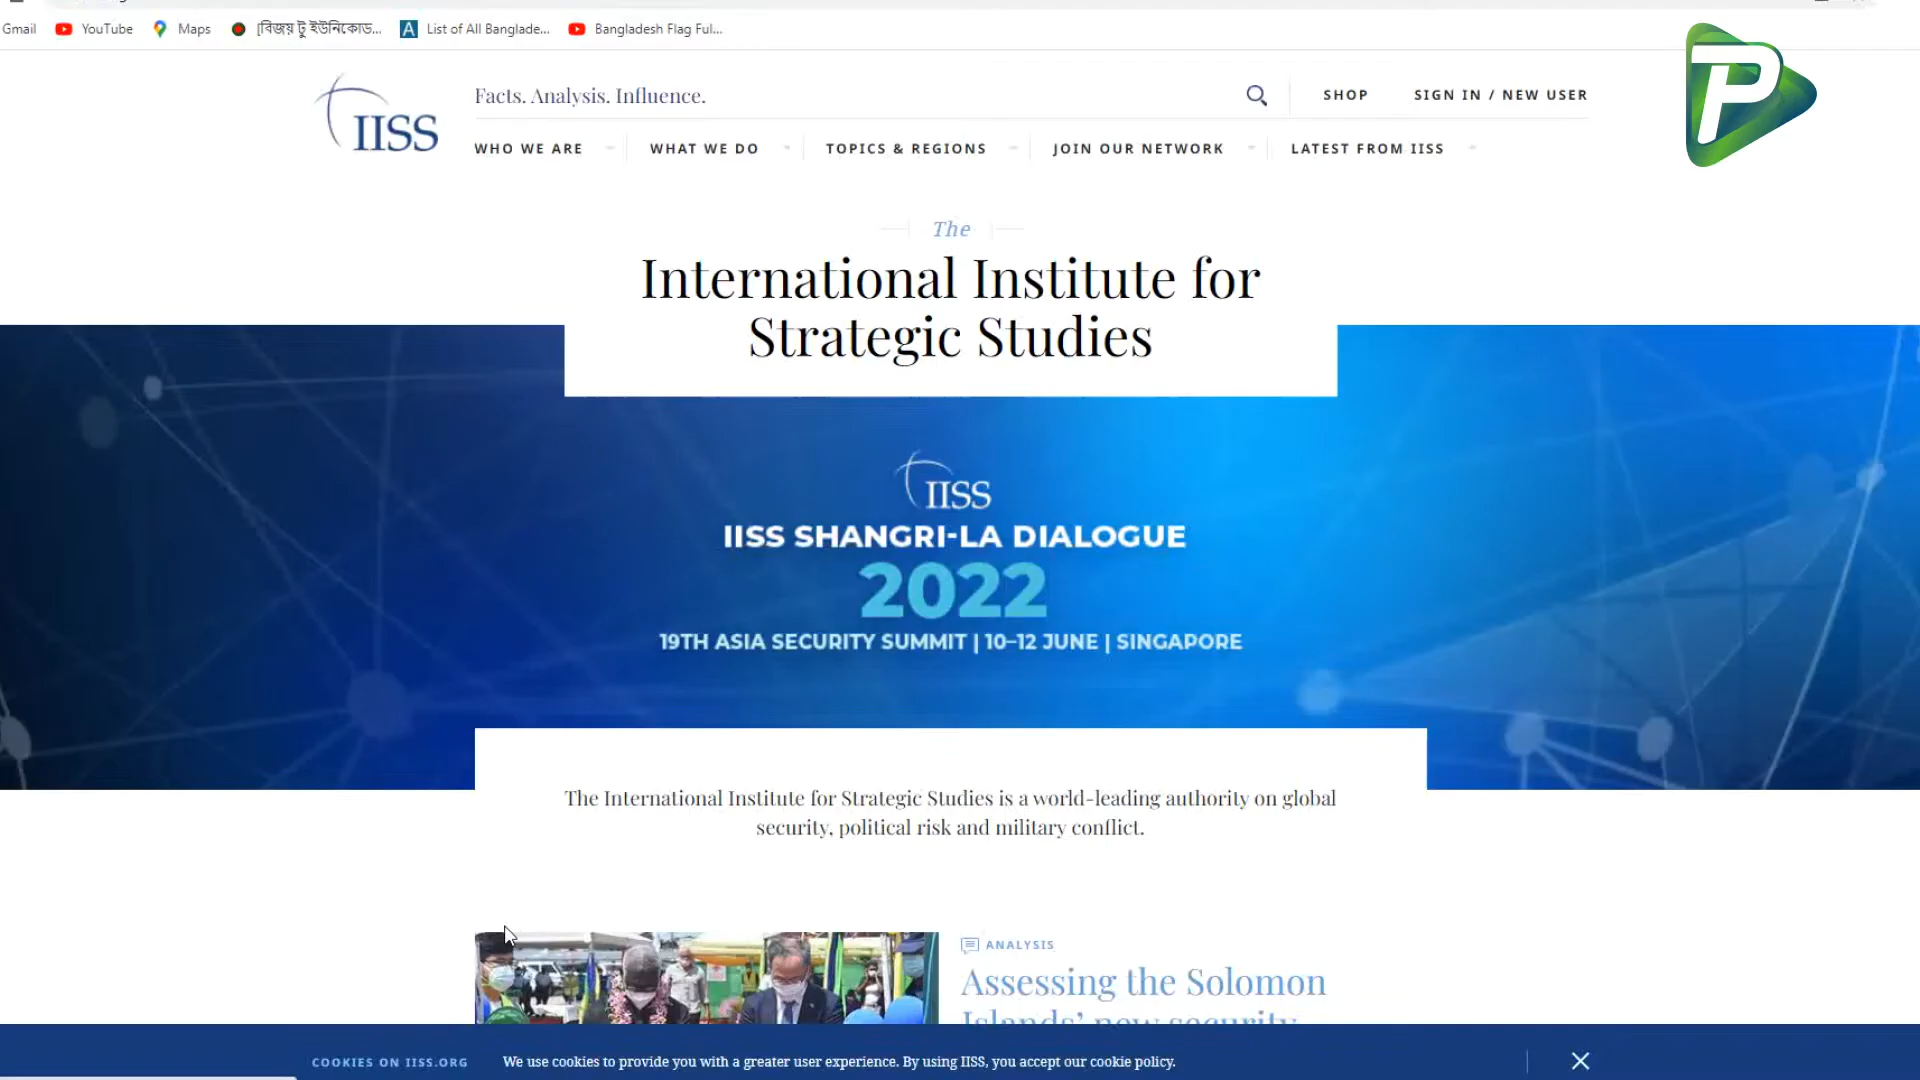 Gmail YouTube Maps [বিজয় টু ইউনিকোড... List of All Banglade... Bangladesh Flag Ful...
P
IISS
Facts. Analysis. Influence.
SHOP
SIGN IN / NEW USER
WHO WE ARE
WHAT WE DO
TOPICS & REGIONS
JOIN OUR NETWORK
LATEST FROM IISS
The
International Institute for
Strategic Studies
IISS
IISS SHANGRI-LA DIALOGUE
2022
19TH ASIA SECURITY SUMMIT | 10–12 JUNE | SINGAPORE
The International Institute for Strategic Studies is a world-leading authority on global
security, political risk and military conflict.
ANALYSIS
Assessing the Solomon
Islands’ new security
COOKIES ON IISS.ORG
We use cookies to provide you with a greater user experience. By using IISS, you accept our cookie policy.